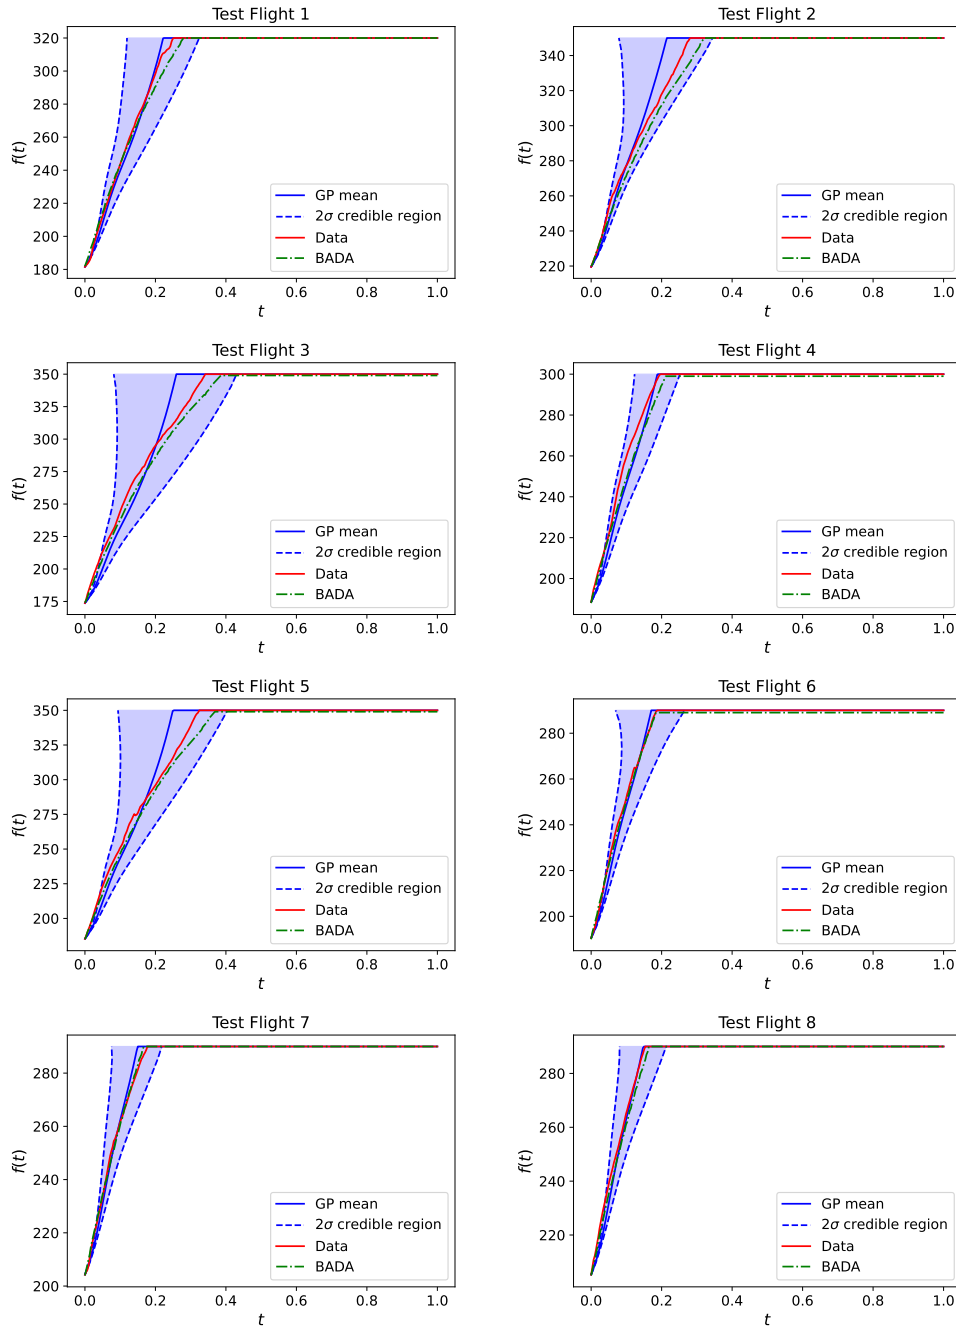 Test Flight 1
320
300
280
260
240
220
200
180
f(t)
0.0 0.2 0.4 0.6 0.8 1.0
t
GP mean
2σ credible region
Data
BADA
Test Flight 2
340
320
300
280
260
240
220
f(t)
0.0 0.2 0.4 0.6 0.8 1.0
t
GP mean
2σ credible region
Data
BADA
Test Flight 3
350
325
300
275
250
225
200
175
f(t)
0.0 0.2 0.4 0.6 0.8 1.0
t
GP mean
2σ credible region
Data
BADA
Test Flight 4
300
280
260
240
220
200
f(t)
0.0 0.2 0.4 0.6 0.8 1.0
t
GP mean
2σ credible region
Data
BADA
Test Flight 5
350
325
300
275
250
225
200
f(t)
0.0 0.2 0.4 0.6 0.8 1.0
t
GP mean
2σ credible region
Data
BADA
Test Flight 6
280
260
240
220
200
f(t)
0.0 0.2 0.4 0.6 0.8 1.0
t
GP mean
2σ credible region
Data
BADA
Test Flight 7
280
260
240
220
200
f(t)
0.0 0.2 0.4 0.6 0.8 1.0
t
GP mean
2σ credible region
Data
BADA
Test Flight 8
280
260
240
220
f(t)
0.0 0.2 0.4 0.6 0.8 1.0
t
GP mean
2σ credible region
Data
BADA